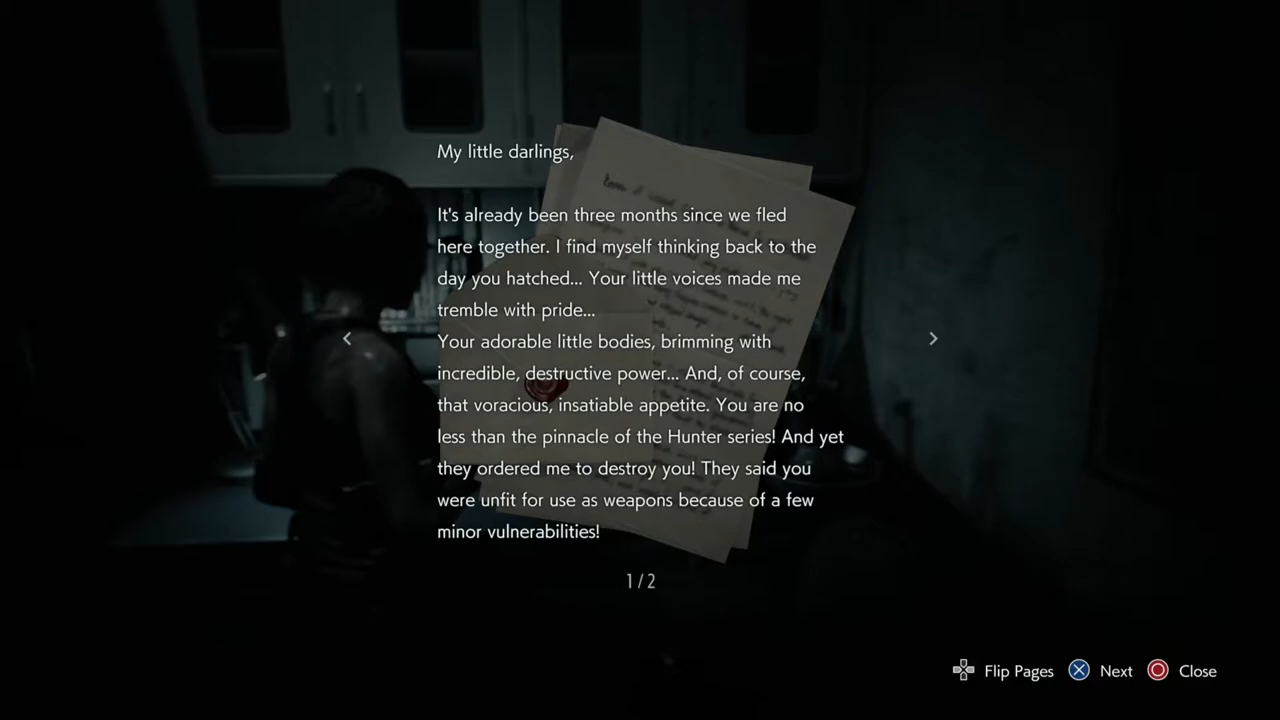 My little darlings,
It's already been three months since we fled
here together. I find myself thinking back to the
day you hatched... Your little voices made me
tremble with pride...
Your adorable little bodies, brimming with
incredible, destructive power... And, of course,
that voracious, insatiable appetite. You are no
less than the pinnacle of the Hunter series! And yet
they ordered me to destroy you! They said you
were unfit for use as weapons because of a few
minor vulnerabilities!
1 / 2
Flip Pages Next Close